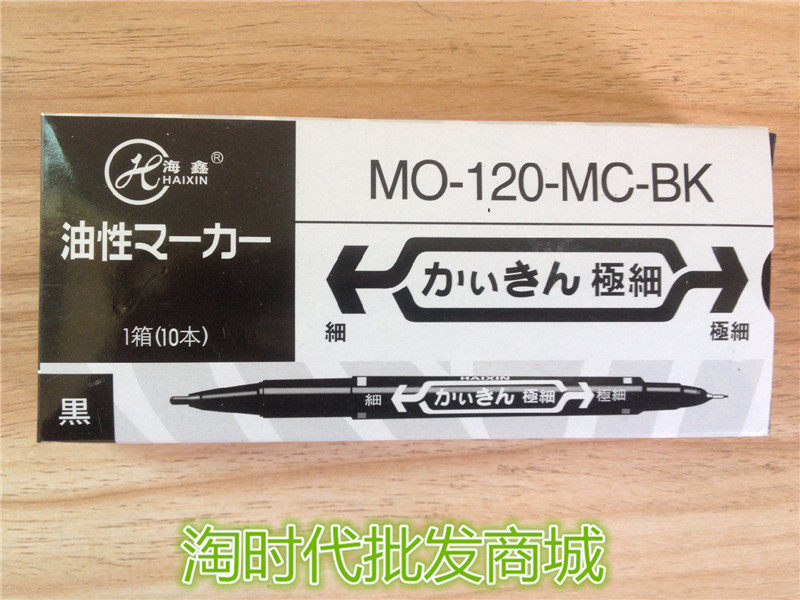 海鑫®
HAIXIN
油性マーカー
1箱(10本)
黒
MO-120-MC-BK
かいきん 極細
細
極細
HAIXIN
細
かいきん 極細
極細
淘时代批发商城